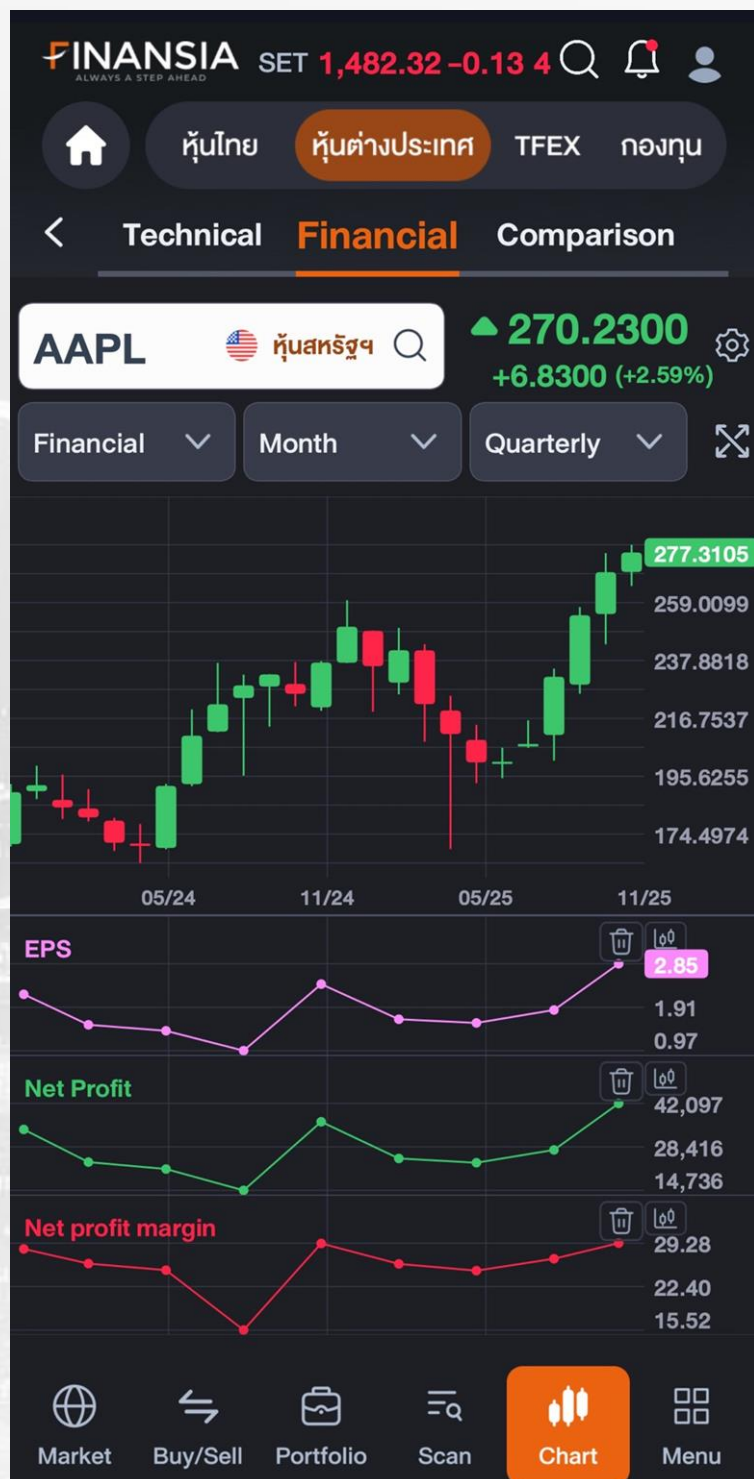 FINANSIA
ALWAYS A STEP AHEAD
SET 1,482.32 -0.13 4
หุ้นไทย หุ้นต่างประเทศ TFEX กองทุน
Technical Financial Comparison
AAPL หุ้นสหรัฐฯ
270.2300
+6.8300 (+2.59%)
Financial Month Quarterly
277.3105
259.0099
237.8818
216.7537
195.6255
174.4974
05/24 11/24 05/25 11/25
EPS
2.85
1.91
0.97
Net Profit
42,097
28,416
14,736
Net profit margin
29.28
22.40
15.52
Market Buy/Sell Portfolio Scan Chart Menu